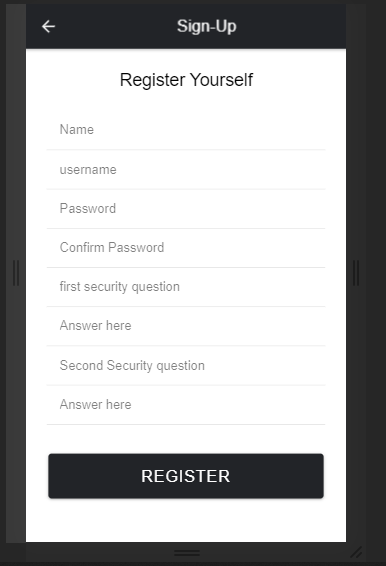 Sign-Up
Register Yourself
Name
username
Password
Confirm Password
first security question
Answer here
Second Security question
Answer here
REGISTER